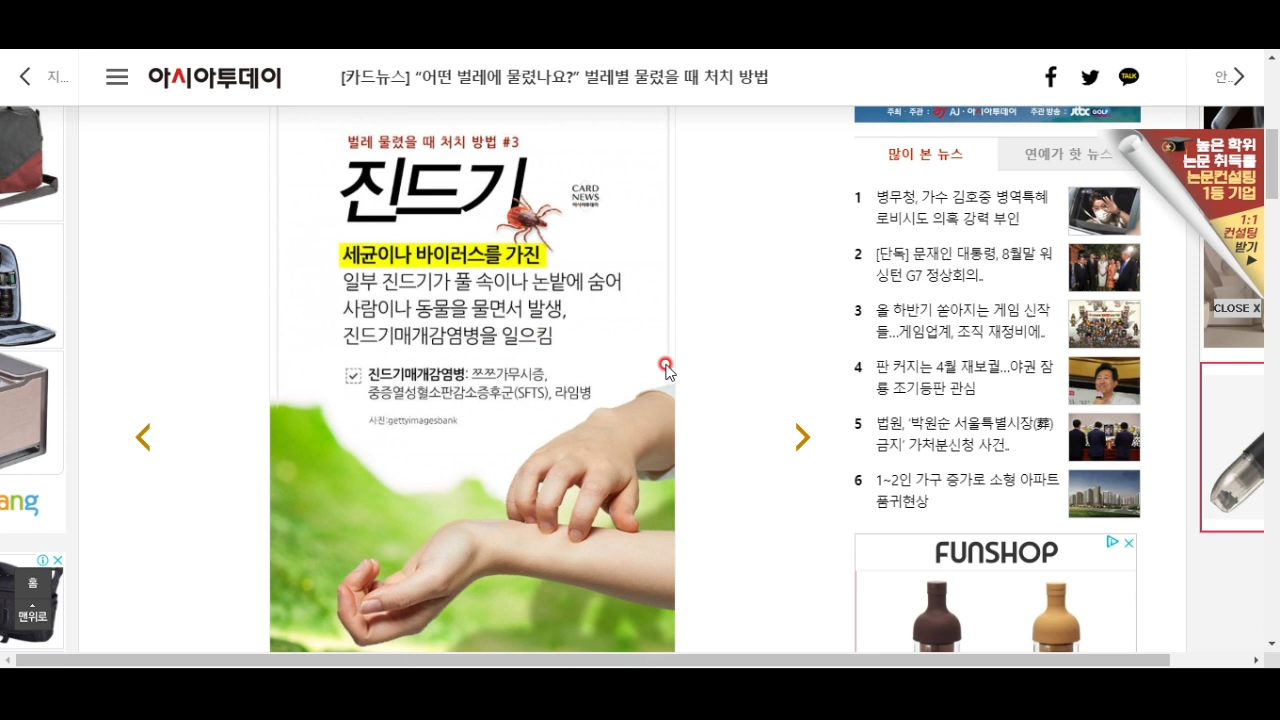 지...
아시아투데이
[카드뉴스] “어떤 벌레에 물렸나요?” 벌레별 물렸을 때 처치 방법
TALK
안..
벌레 물렸을 때 처치 방법 #3
진드기
CARD
NEWS
아시아투데이
세균이나 바이러스를 가진
일부 진드기가 풀 속이나 논밭에 숨어
사람이나 동물을 물면서 발생,
진드기매개감염병을 일으킴
진드기매개감염병: 쯔쯔가무시증,
중증열성혈소판감소증후군(SFTS), 라임병
사진:gettyimagesbank
주최 · 주관 : AJ · 아시아투데이 주관 방송 : jtbc GOLF
많이 본 뉴스
연예가 핫 뉴스
1 병무청, 가수 김호중 병역특혜
로비시도 의혹 강력 부인
2 [단독] 문재인 대통령, 8월말 워
싱턴 G7 정상회의..
3 올 하반기 쏟아지는 게임 신작
들...게임업계, 조직 재정비에..
4 판 커지는 4월 재보궐...야권 잠
룡 조기등판 관심
5 법원, ‘박원순 서울특별시장(葬)
금지’ 가처분신청 사건..
6 1~2인 가구 증가로 소형 아파트
품귀현상
FUNSHOP
높은 학위
논문 취득를
논문컨설팅
1등 기업
1:1
컨설팅
받기
CLOSE X
ang
홈
맨위로